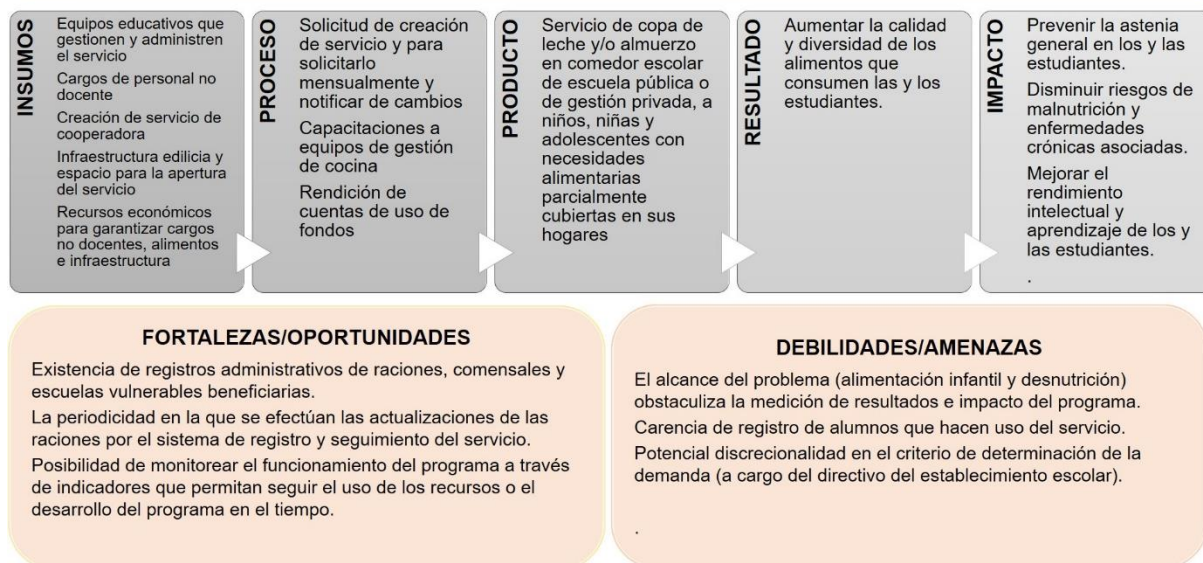 INSUMOS
Equipos educativos que
gestionen y administren
el servicio
Cargos de personal no
docente
Creación de servicio de
cooperadora
Infraestructura edilicia y
espacio para la apertura
del servicio
Recursos económicos
para garantizar cargos
no docentes, alimentos
e infraestructura
PROCESO
Solicitud de creación
de servicio y para
solicitarlo
mensualmente y
notificar de cambios
Capacitaciones a
equipos de gestión
de cocina
Rendición de
cuentas de uso de
fondos
PRODUCTO
Servicio de copa de
leche y/o almuerzo
en comedor escolar
de escuela pública o
de gestión privada, a
niños, niñas y
adolescentes con
necesidades
alimentarias
parcialmente
cubiertas en sus
hogares
RESULTADO
Aumentar la calidad
y diversidad de los
alimentos que
consumen las y los
estudiantes.
IMPACTO
Prevenir la astenia
general en los y las
estudiantes.
Disminuir riesgos de
malnutrición y
enfermedades
crónicas asociadas.
Mejorar el
rendimiento
intelectual y
aprendizaje de los y
las estudiantes.
.
FORTALEZAS/OPORTUNIDADES
Existencia de registros administrativos de raciones, comensales y
escuelas vulnerables beneficiarias.
La periodicidad en la que se efectúan las actualizaciones de las
raciones por el sistema de registro y seguimiento del servicio.
Posibilidad de monitorear el funcionamiento del programa a través
de indicadores que permitan seguir el uso de los recursos o el
desarrollo del programa en el tiempo.
DEBILIDADES/AMENAZAS
El alcance del problema (alimentación infantil y desnutrición)
obstaculiza la medición de resultados e impacto del programa.
Carencia de registro de alumnos que hacen uso del servicio.
Potencial discrecionalidad en el criterio de determinación de la
demanda (a cargo del directivo del establecimiento escolar).
.